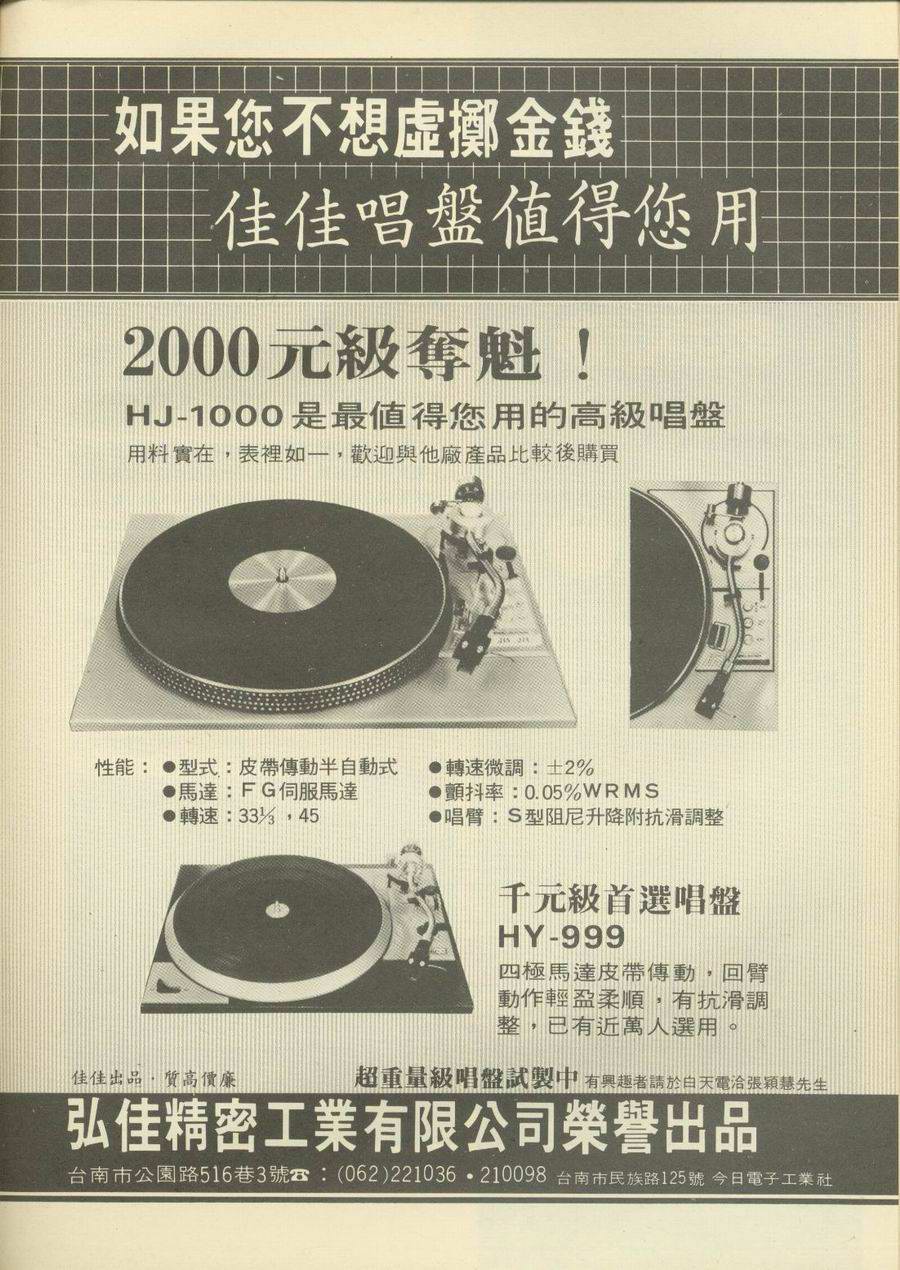 如果您不想虛擲金錢
佳佳唱盤值得您用
2000元級奪魁！
HJ-1000是最值得您用的高級唱盤
用料實在，表裡如一，歡迎與他廠產品比較後購買
性能：●型式：皮帶傳動半自動式
●馬達：FG伺服馬達
●轉速：33⅓，45
●轉速微調：±2%
●顫抖率：0.05%WRMS
●唱臂：S型阻尼升降附抗滑調整
千元級首選唱盤
HY-999
四極馬達皮帶傳動，回臂
動作輕盈柔順，有抗滑調
整，已有近萬人選用。
佳佳出品·質高價廉
超重量級唱盤試製中 有興趣者請於白天電洽張穎慧先生
弘佳精密工業有限公司榮譽出品
台南市公園路516巷3號☎：(062)221036•210098 台南市民族路125號 今日電子工業社